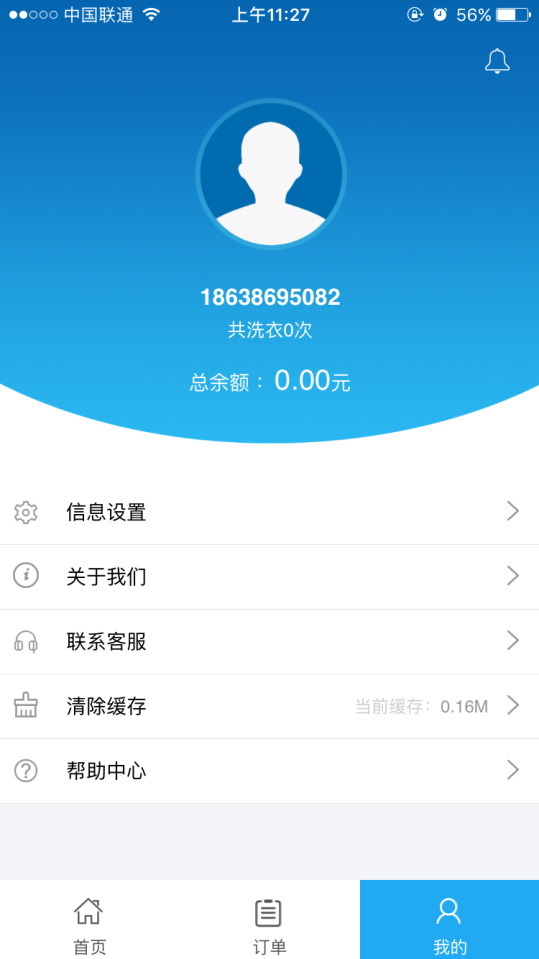 中国联通 上午11:27 56%
18638695082
共洗衣0次
总余额：0.00元
信息设置
关于我们
联系客服
清除缓存 当前缓存：0.16M
帮助中心
首页 订单 我的